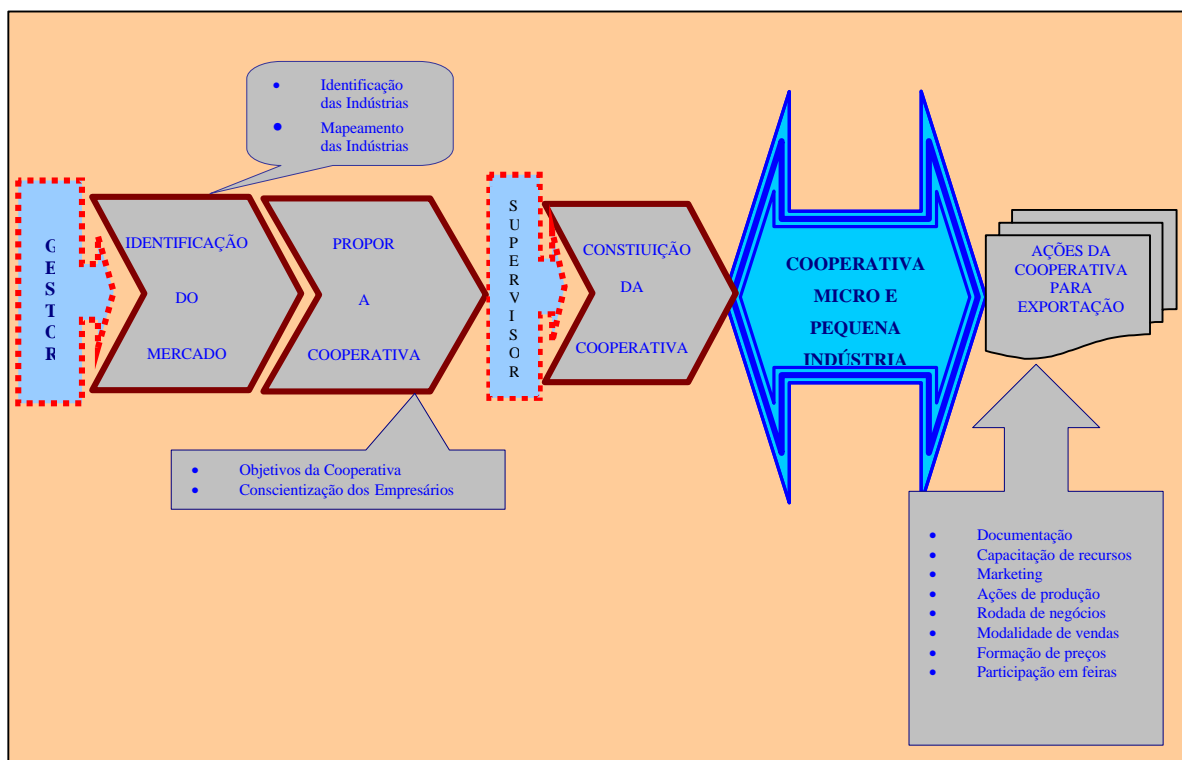 • Identificação
das Indústrias
• Mapeamento
das Indústrias
GESTOR
IDENTIFICAÇÃO
DO
MERCADO
PROPOR
A
COOPERATIVA
SUPERVISOR
CONSTIUIÇÃO
DA
COOPERATIVA
COOPERATIVA
MICRO E
PEQUENA
INDÚSTRIA
AÇÕES DA
COOPERATIVA
PARA
EXPORTAÇÃO
• Objetivos da Cooperativa
• Conscientização dos Empresários
• Documentação
• Capacitação de recursos
• Marketing
• Ações de produção
• Rodada de negócios
• Modalidade de vendas
• Formação de preços
• Participação em feiras